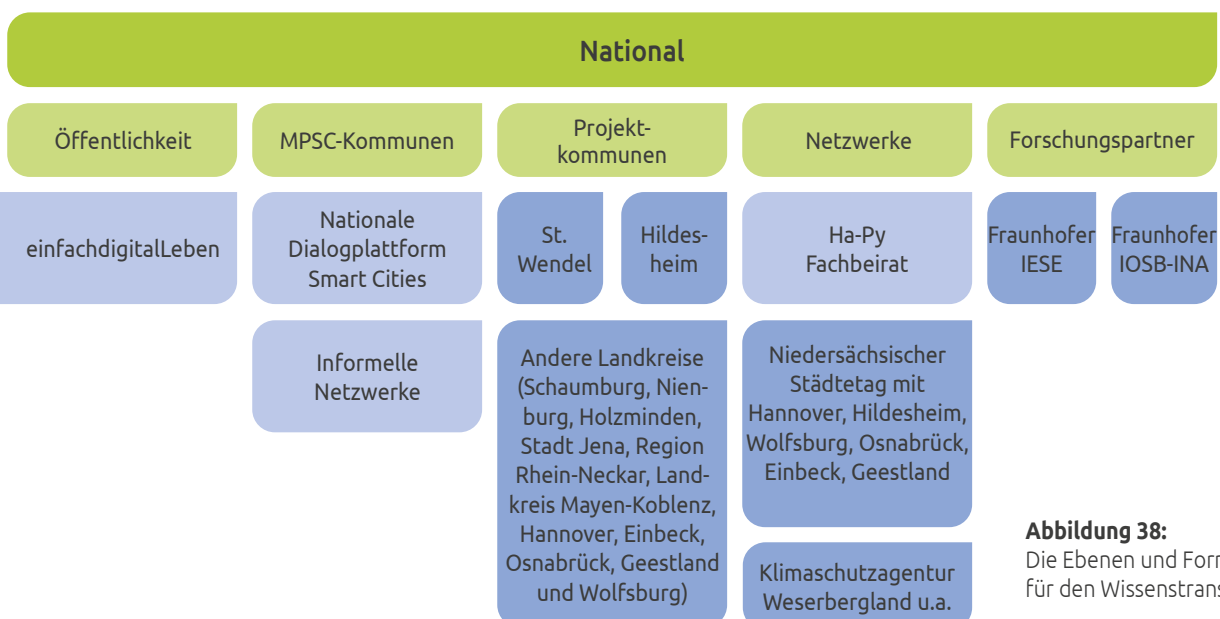 National
Öffentlichkeit
MPSC-Kommunen
Projekt-
kommunen
Netzwerke
Forschungspartner
einfachdigitalLeben
Nationale
Dialogplattform
Smart Cities
St.
Wendel
Hildes-
heim
Ha-Py
Fachbeirat
Fraunhofer
IESE
Fraunhofer
IOSB-INA
Informelle
Netzwerke
Andere Landkreise
(Schaumburg, Nien-
burg, Holzminden,
Stadt Jena, Region
Rhein-Neckar, Land-
kreis Mayen-Koblenz,
Hannover, Einbeck,
Osnabrück, Geestland
und Wolfsburg)
Niedersächsischer
Städtetag mit
Hannover, Hildesheim,
Wolfsburg, Osnabrück,
Einbeck, Geestland
Klimaschutzagentur
Weserbergland u.a.
Abbildung 38:
Die Ebenen und
für den